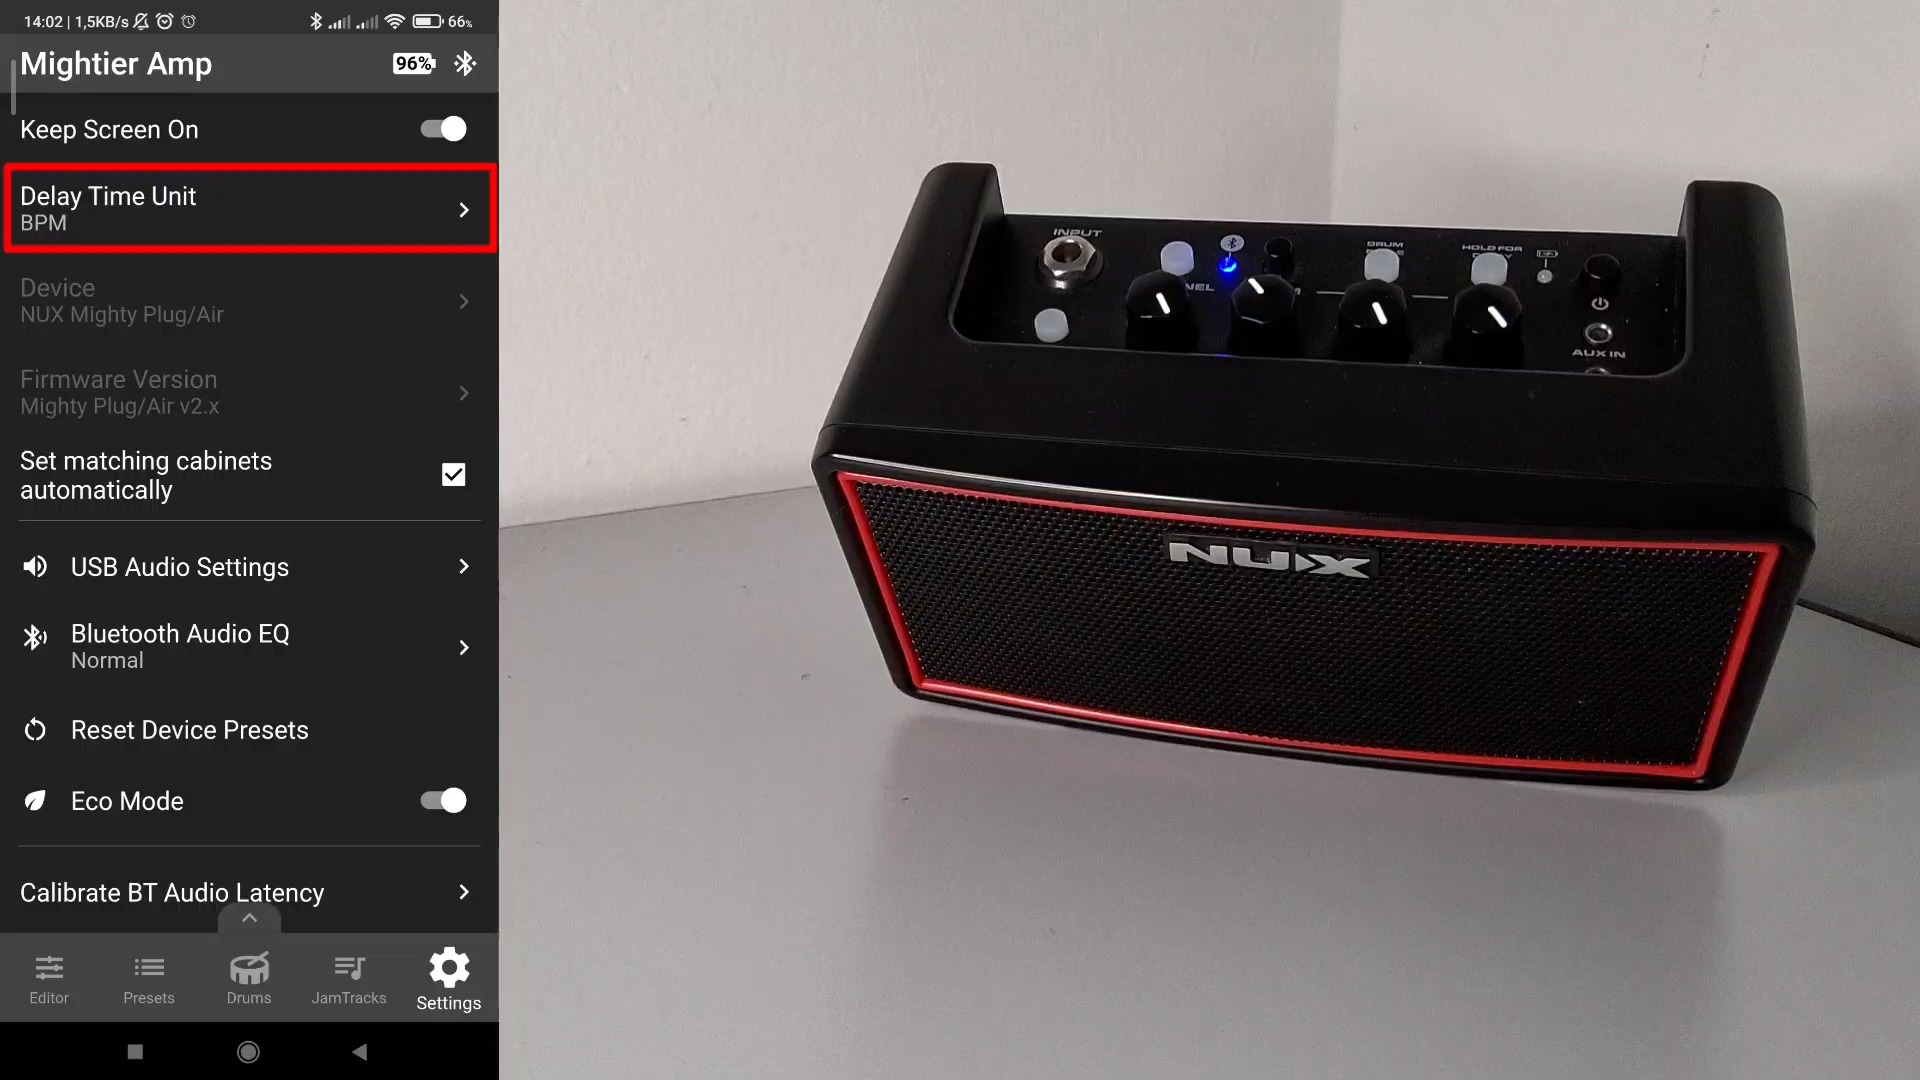 14:02 | 1,5KB/s
66%
Mightier Amp
96%
Keep Screen On
Delay Time Unit
BPM
Device
NUX Mighty Plug/Air
Firmware Version
Mighty Plug/Air v2.x
Set matching cabinets
automatically
USB Audio Settings
Bluetooth Audio EQ
Normal
Reset Device Presets
Eco Mode
Calibrate BT Audio Latency
Editor
Presets
Drums
JamTracks
Settings
INPUT
DRUM
HOLD FOR
AUX IN
NUX